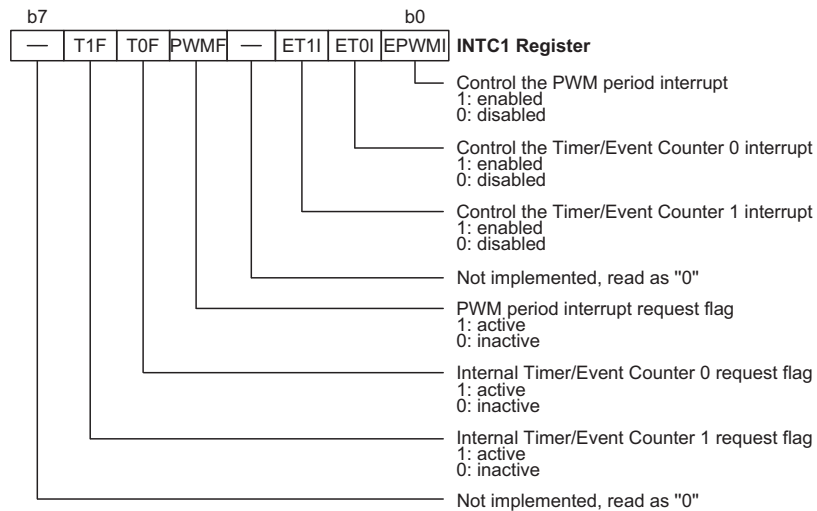 b7 b0
— T1F T0F PWMF — ET1I ET0I EPWMI INTC1 Register
Control the PWM period interrupt
1: enabled
0: disabled
Control the Timer/Event Counter 0 interrupt
1: enabled
0: disabled
Control the Timer/Event Counter 1 interrupt
1: enabled
0: disabled
Not implemented, read as "0"
PWM period interrupt request flag
1: active
0: inactive
Internal Timer/Event Counter 0 request flag
1: active
0: inactive
Internal Timer/Event Counter 1 request flag
1: active
0: inactive
Not implemented, read as "0"